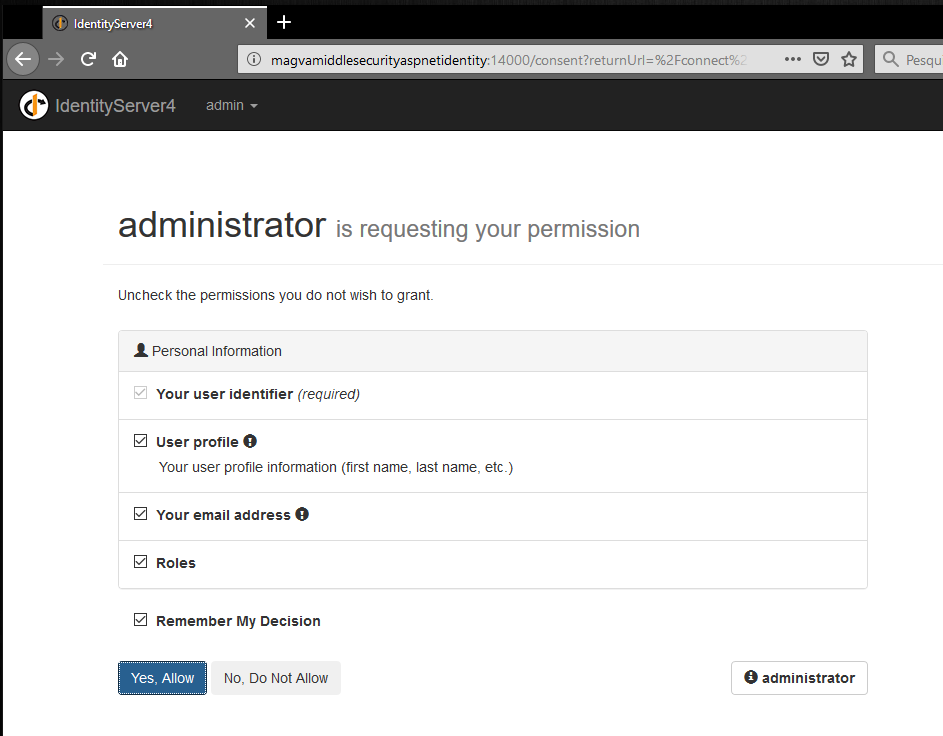 IdentityServer4
magvamiddlesecurityaspnetidentity:14000/consent?returnUrl=%2Fconnect%2
Pesqu
IdentityServer4 admin
administrator is requesting your permission
Uncheck the permissions you do not wish to grant.
Personal Information
Your user identifier (required)
User profile
Your user profile information (first name, last name, etc.)
Your email address
Roles
Remember My Decision
Yes, Allow No, Do Not Allow administrator